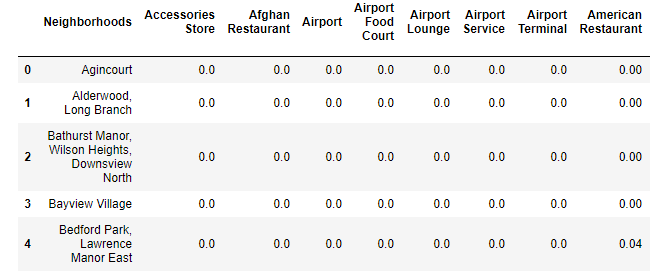 Neighborhoods Accessories Store Afghan Restaurant Airport Airport Food Court Airport Lounge Airport Service Airport Terminal American Restaurant
0 Agincourt 0.0 0.0 0.0 0.0 0.0 0.0 0.0 0.00
1 Alderwood, Long Branch 0.0 0.0 0.0 0.0 0.0 0.0 0.0 0.00
2 Bathurst Manor, Wilson Heights, Downsview North 0.0 0.0 0.0 0.0 0.0 0.0 0.0 0.00
3 Bayview Village 0.0 0.0 0.0 0.0 0.0 0.0 0.0 0.00
4 Bedford Park, Lawrence Manor East 0.0 0.0 0.0 0.0 0.0 0.0 0.0 0.04